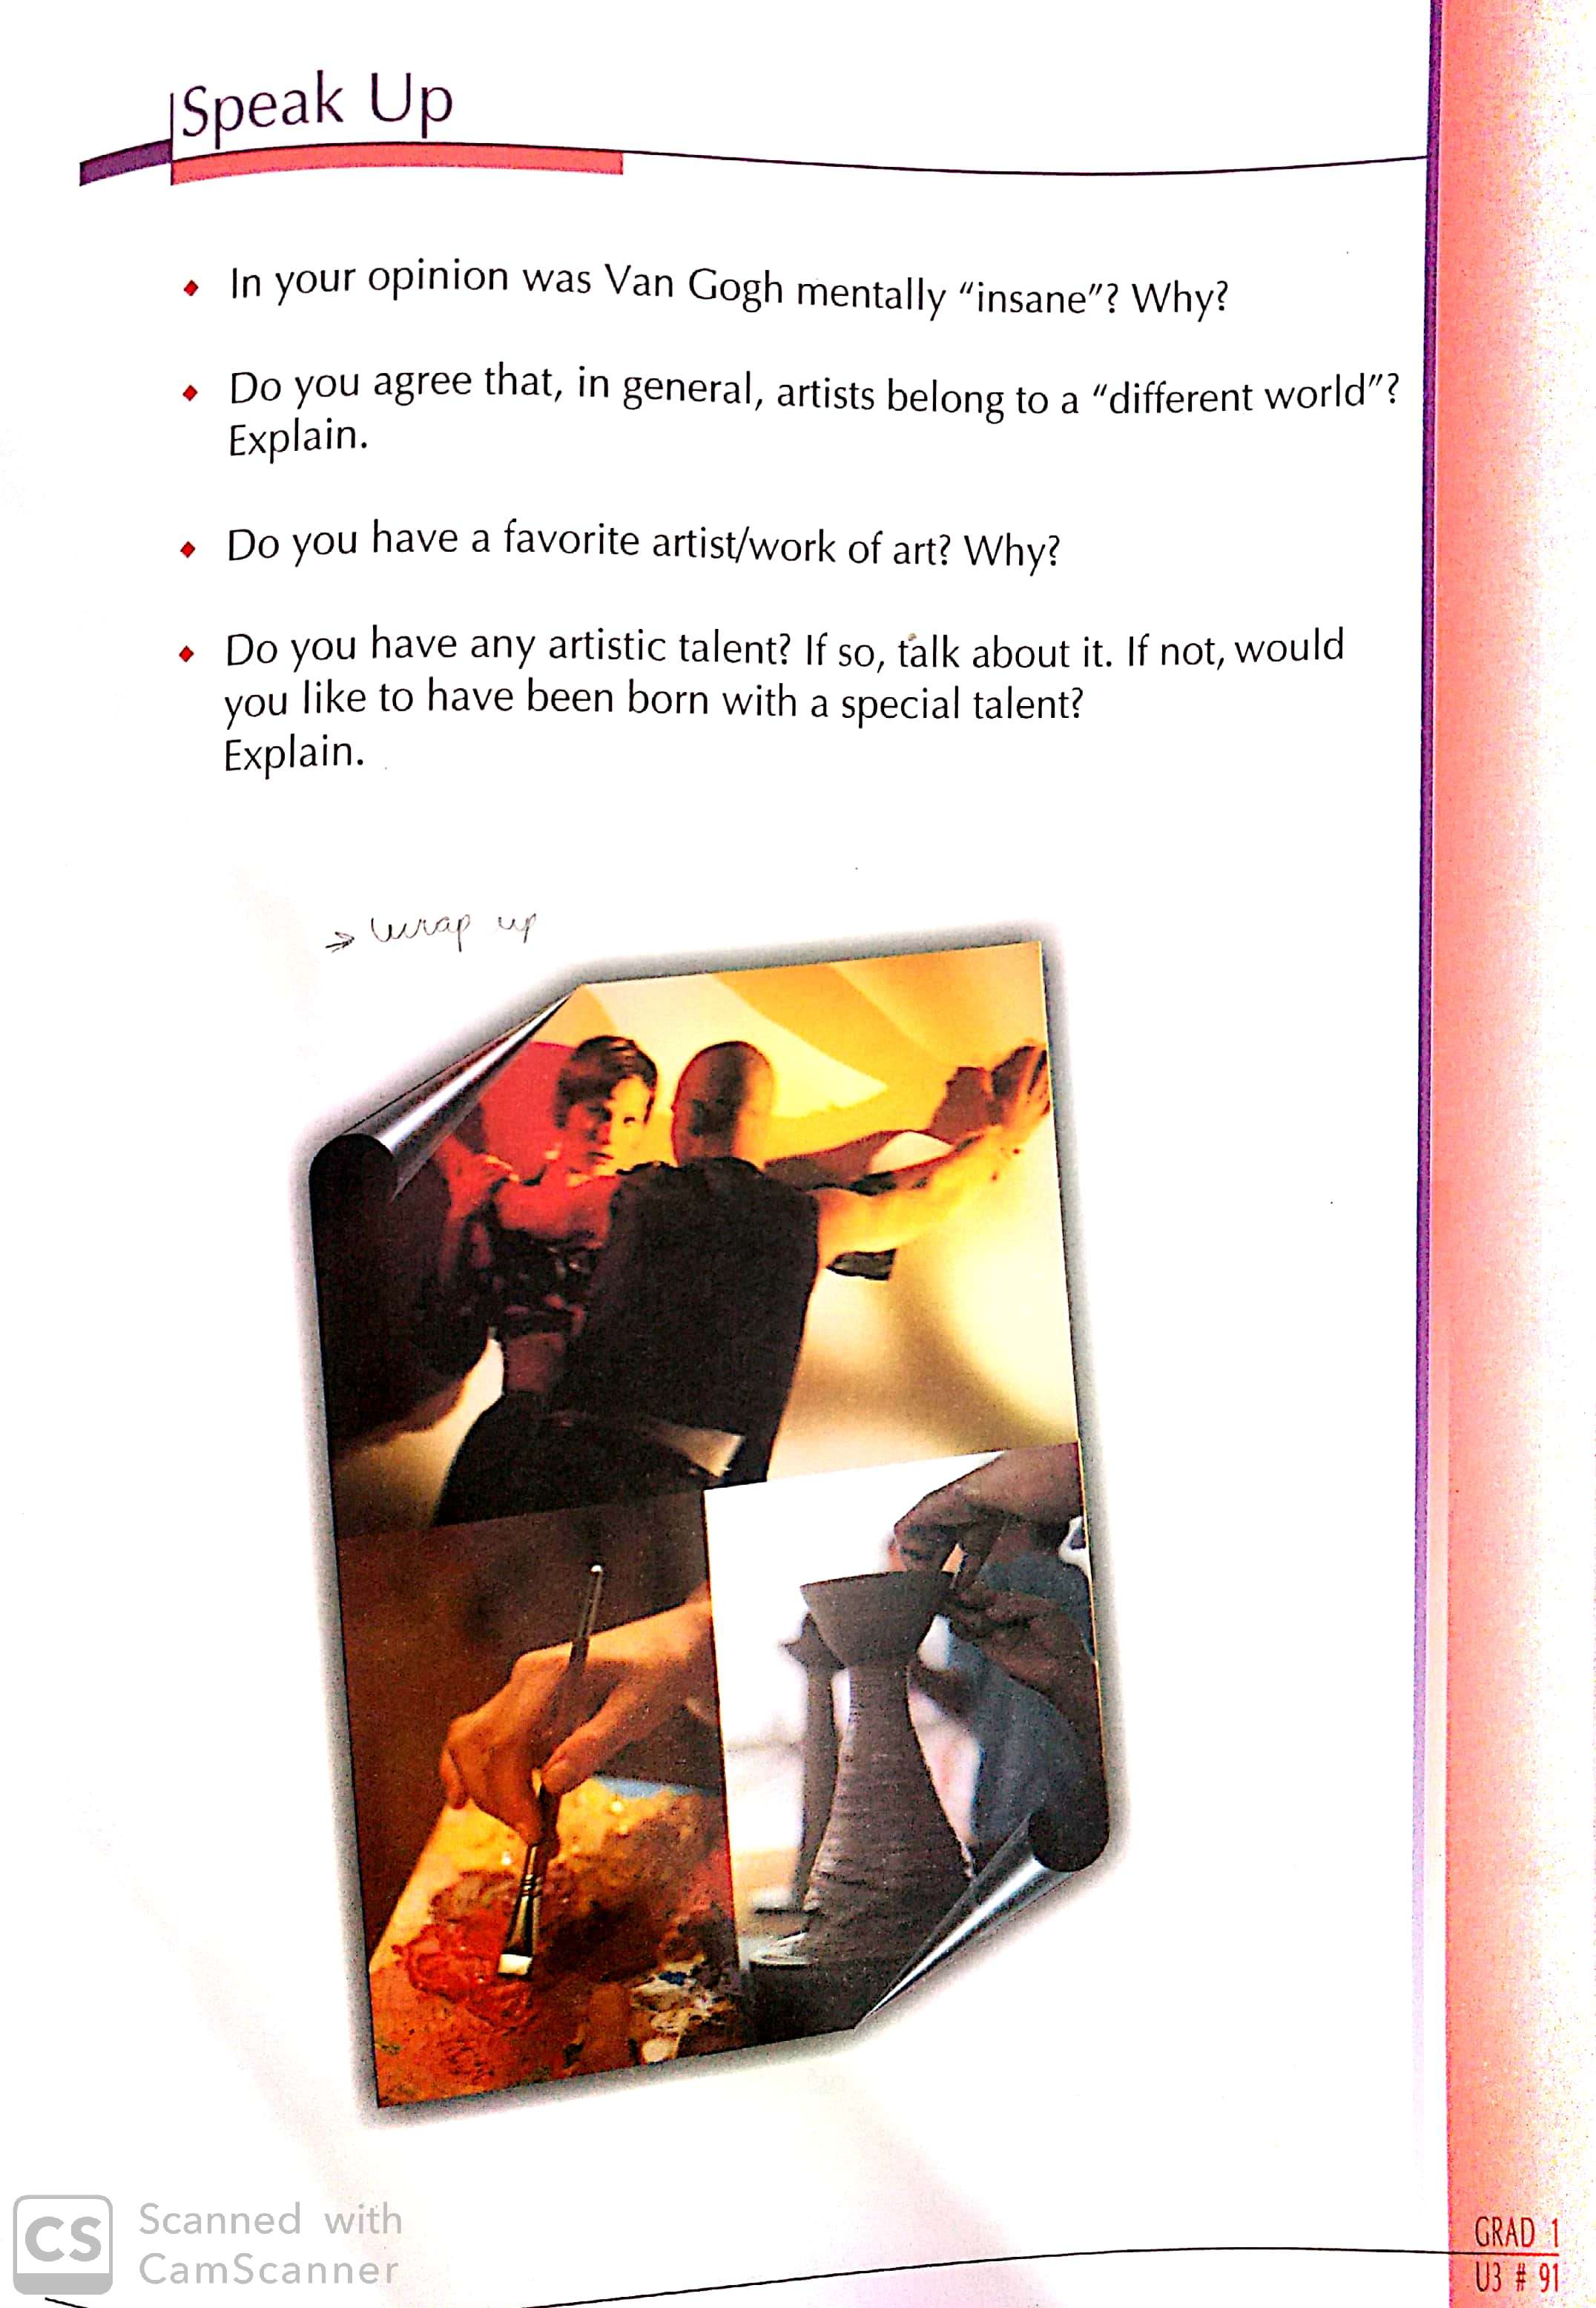 Speak Up
In your opinion was Van Gogh mentally “insane”? Why?
Do you agree that, in general, artists belong to a “different world”?
Explain.
Do you have a favorite artist/work of art? Why?
Do you have any artistic talent? If so, talk about it. If not, would
you like to have been born with a special talent?
Explain.
→ wrap up
CS Scanned with
CamScanner
GRAD 1
U3 # 91